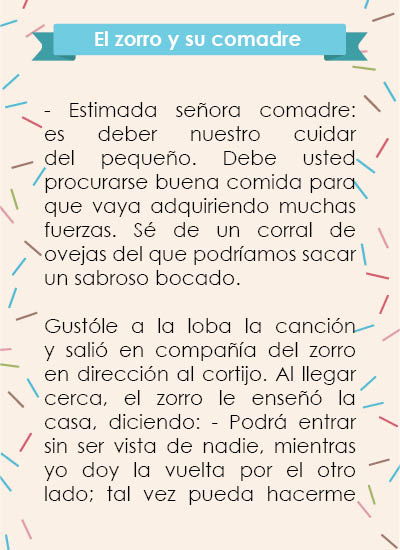 El zorro y su comadre
- Estimada señora comadre:
es deber nuestro cuidar
del pequeño. Debe usted
procurarse buena comida para
que vaya adquiriendo muchas
fuerzas. Sé de un corral de
ovejas del que podríamos sacar
un sabroso bocado.
Gustóle a la loba la canción
y salió en compañía del zorro
en dirección al cortijo. Al llegar
cerca, el zorro le enseñó la
casa, diciendo: - Podrá entrar
sin ser vista de nadie, mientras
yo doy la vuelta por el otro
lado; tal vez pueda hacerme